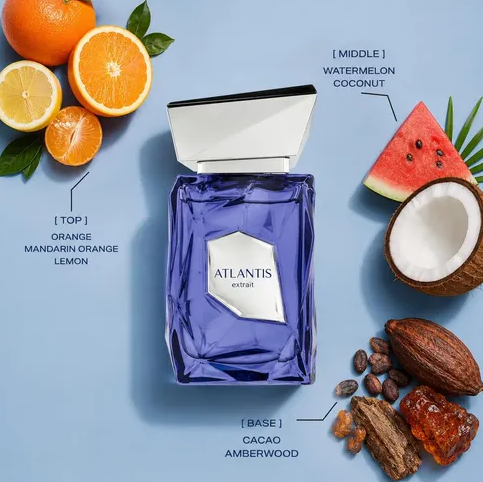 [ MIDDLE ]
WATERMELON
COCONUT
ATLANTIS
extrait
[ TOP ]
ORANGE
MANDARIN ORANGE
LEMON
[ BASE ]
CACAO
AMBERWOOD